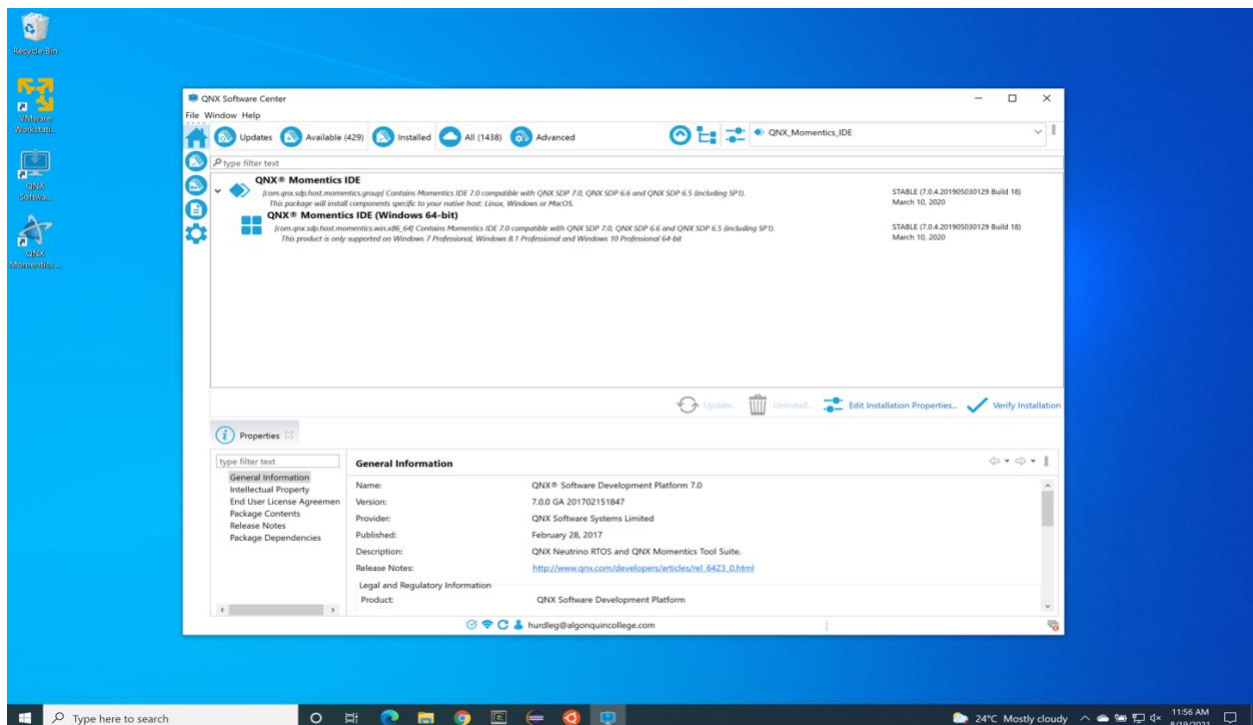 Recycle Bin
VMware
Workstati...
QNX
Softwa...
QNX
Momentics ...
QNX Software Center
File Window Help
Updates
Available (429)
Installed
All (1438)
Advanced
QNX_Momentics_IDE
type filter text
QNX® Momentics IDE
[com.qnx.sdp.host.momentics.group] Contains Momentics IDE 7.0 compatible with QNX SDP 7.0, QNX SDP 6.6 and QNX SDP 6.5 (including SP1).
This package will install components specific to your native host: Linux, Windows or MacOS.
STABLE (7.0.4.201905030129 Build 18)
March 10, 2020
QNX® Momentics IDE (Windows 64-bit)
[com.qnx.sdp.host.momentics.win.x86_64] Contains Momentics IDE 7.0 compatible with QNX SDP 7.0, QNX SDP 6.6 and QNX SDP 6.5 (including SP1).
This product is only supported on Windows 7 Professional, Windows 8.1 Professional and Windows 10 Professional 64-bit
STABLE (7.0.4.201905030129 Build 18)
March 10, 2020
Update...
Uninstall...
Edit Installation Properties...
Verify Installation
Properties
type filter text
General Information
Intellectual Property
End User License Agreemen
Package Contents
Release Notes
Package Dependencies
General Information
Name: QNX® Software Development Platform 7.0
Version: 7.0.0 GA 201702151847
Provider: QNX Software Systems Limited
Published: February 28, 2017
Description: QNX Neutrino RTOS and QNX Momentics Tool Suite.
Release Notes: http://www.qnx.com/developers/articles/rel_6423_0.html
Legal and Regulatory Information
Product: QNX Software Development Platform
hurdleg@algonquincollege.com
Type here to search
24°C Mostly cloudy
11:56 AM
8/19/2021